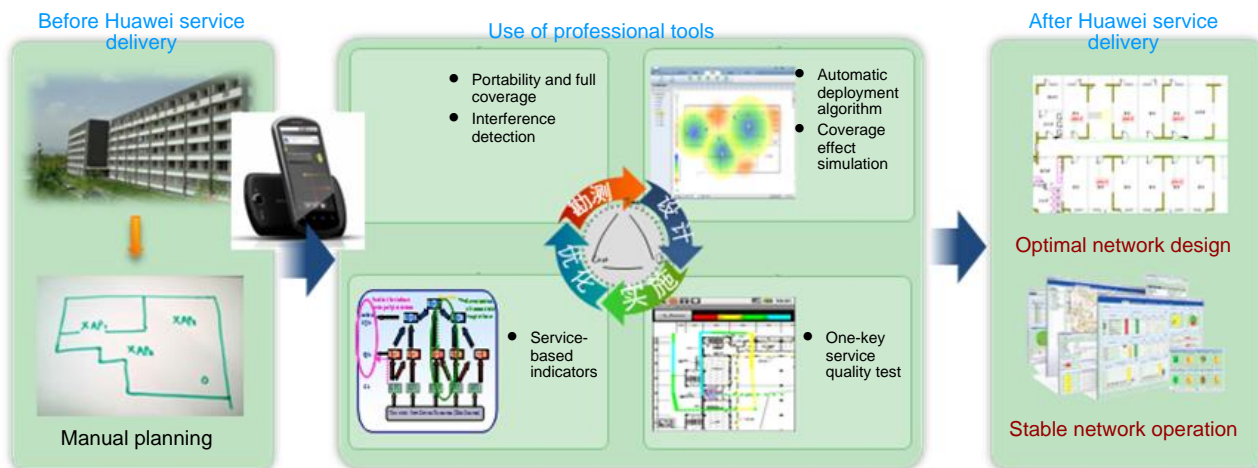 Before Huawei service
delivery
Manual planning
XAP1
XAP2
Use of professional tools
Portability and full
coverage
Interference
detection
Automatic
deployment
algorithm
Coverage
effect
simulation
勘测
设计
实施
优化
Service-
based
indicators
One-key
service
quality test
After Huawei service
delivery
Optimal network design
Stable network operation